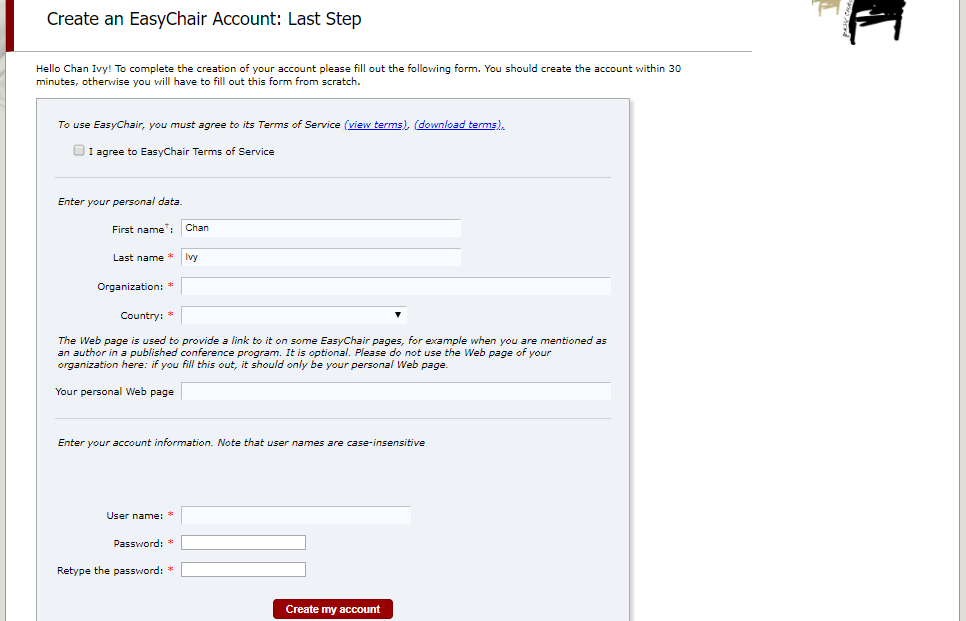 Create an EasyChair Account: Last Step
Hello Chan Ivy! To complete the creation of your account please fill out the following form. You should create the account within 30
minutes, otherwise you will have to fill out this form from scratch.
To use EasyChair, you must agree to its Terms of Service (view terms), (download terms).
I agree to EasyChair Terms of Service
Enter your personal data.
First name†: Chan
Last name * Ivy
Organization: *
Country: *
The Web page is used to provide a link to it on some EasyChair pages, for example when you are mentioned as
an author in a published conference program. It is optional. Please do not use the Web page of your
organization here: if you fill this out, it should only be your personal Web page.
Your personal Web page
Enter your account information. Note that user names are case-insensitive
User name: *
Password: *
Retype the password: *
Create my account